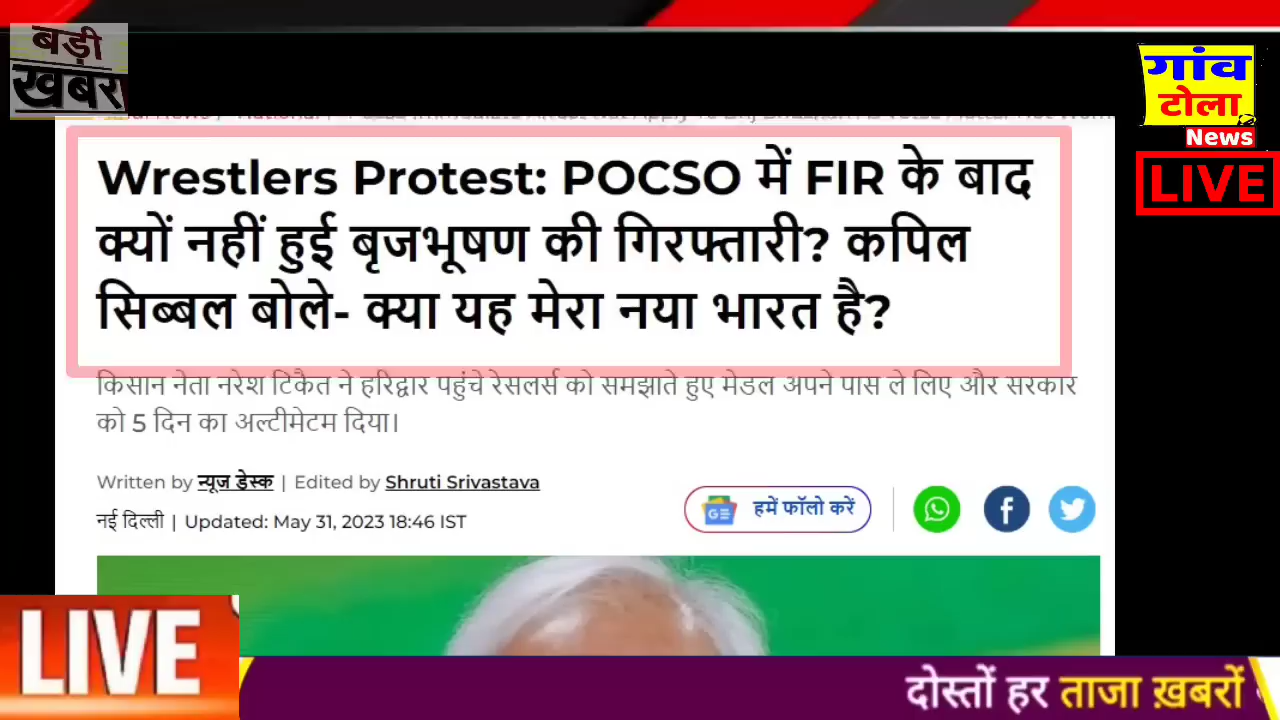 बड़ी
खबर
गांव
टोला
News
LIVE
Wrestlers Protest: POCSO में FIR के बाद
क्यों नहीं हुई बृजभूषण की गिरफ्तारी? कपिल
सिब्बल बोले- क्या यह मेरा नया भारत है?
किसान नेता नरेश टिकैत ने हरिद्वार पहुंचे रेसलर्स को समझाते हुए मेडल अपने पास ले लिए और सरकार
को 5 दिन का अल्टीमेटम दिया।
Written by न्यूज डेस्क | Edited by Shruti Srivastava
नई दिल्ली | Updated: May 31, 2023 18:46 IST
GE हमें फॉलो करें
LIVE
दोस्तों हर ताजा ख़बरों